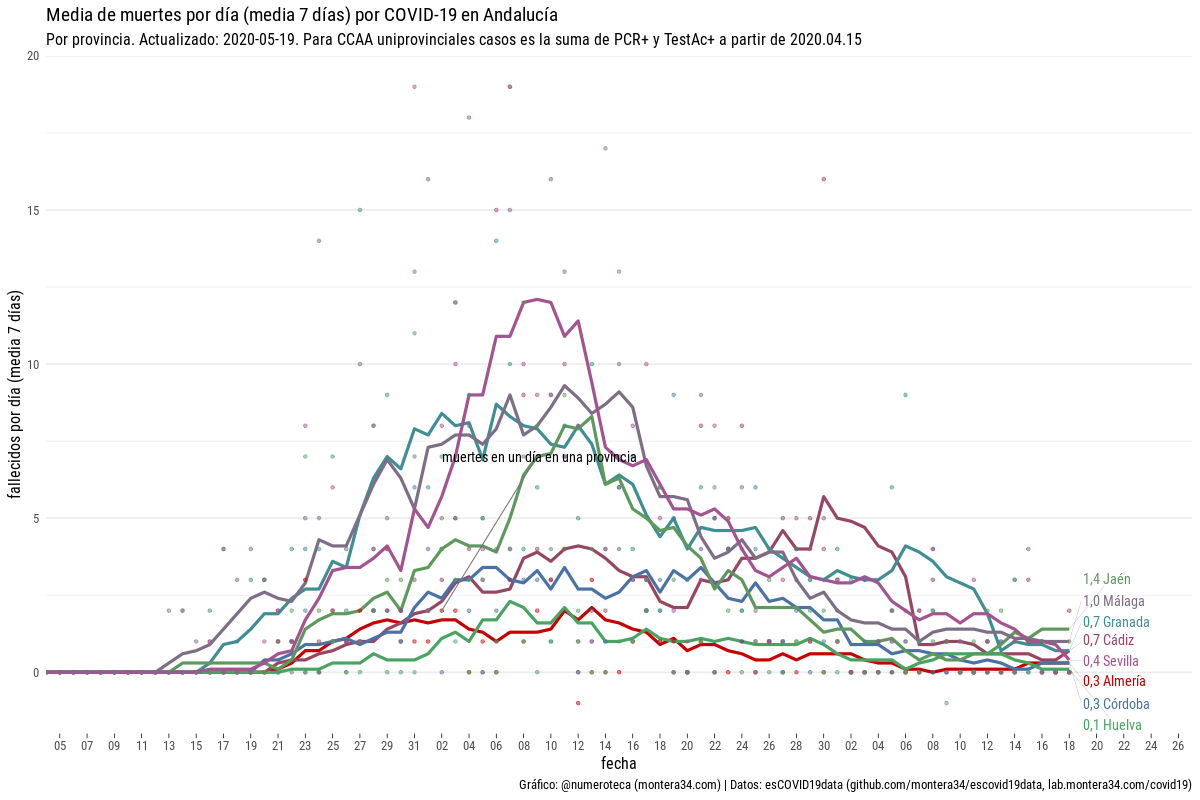 Media de muertes por día (media 7 días) por COVID-19 en Andalucía
Por provincia. Actualizado: 2020-05-19. Para CCAA uniprovinciales casos es la suma de PCR+ y TestAc+ a partir de 2020.04.15
20
15
10
5
0
fallecidos por día (media 7 días)
muertes en un día en una provincia
1,4 Jaén
1,0 Málaga
0,7 Granada
0,7 Cádiz
0,4 Sevilla
0,3 Almería
0,3 Córdoba
0,1 Huelva
05 07 09 11 13 15 17 19 21 23 25 27 29 31 02 04 06 08 10 12 14 16 18 20 22 24 26 28 30 02 04 06 08 10 12 14 16 18 20 22 24 26
fecha
Gráfico: @numeroteca (montera34.com) | Datos: esCOVID19data (github.com/montera34/escovid19data, lab.montera34.com/covid19)